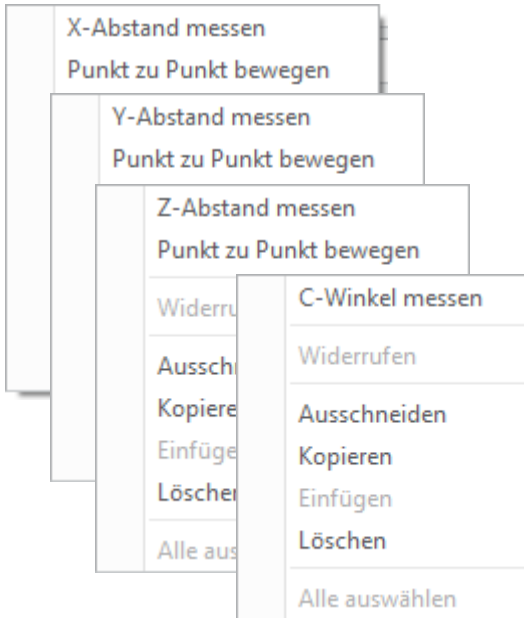 X-Abstand messen
Punkt zu Punkt bewegen
Y-Abstand messen
Punkt zu Punkt bewegen
Z-Abstand messen
Punkt zu Punkt bewegen
C-Winkel messen
Widerrufen
Ausschneiden
Kopieren
Einfügen
Löschen
Alle auswählen